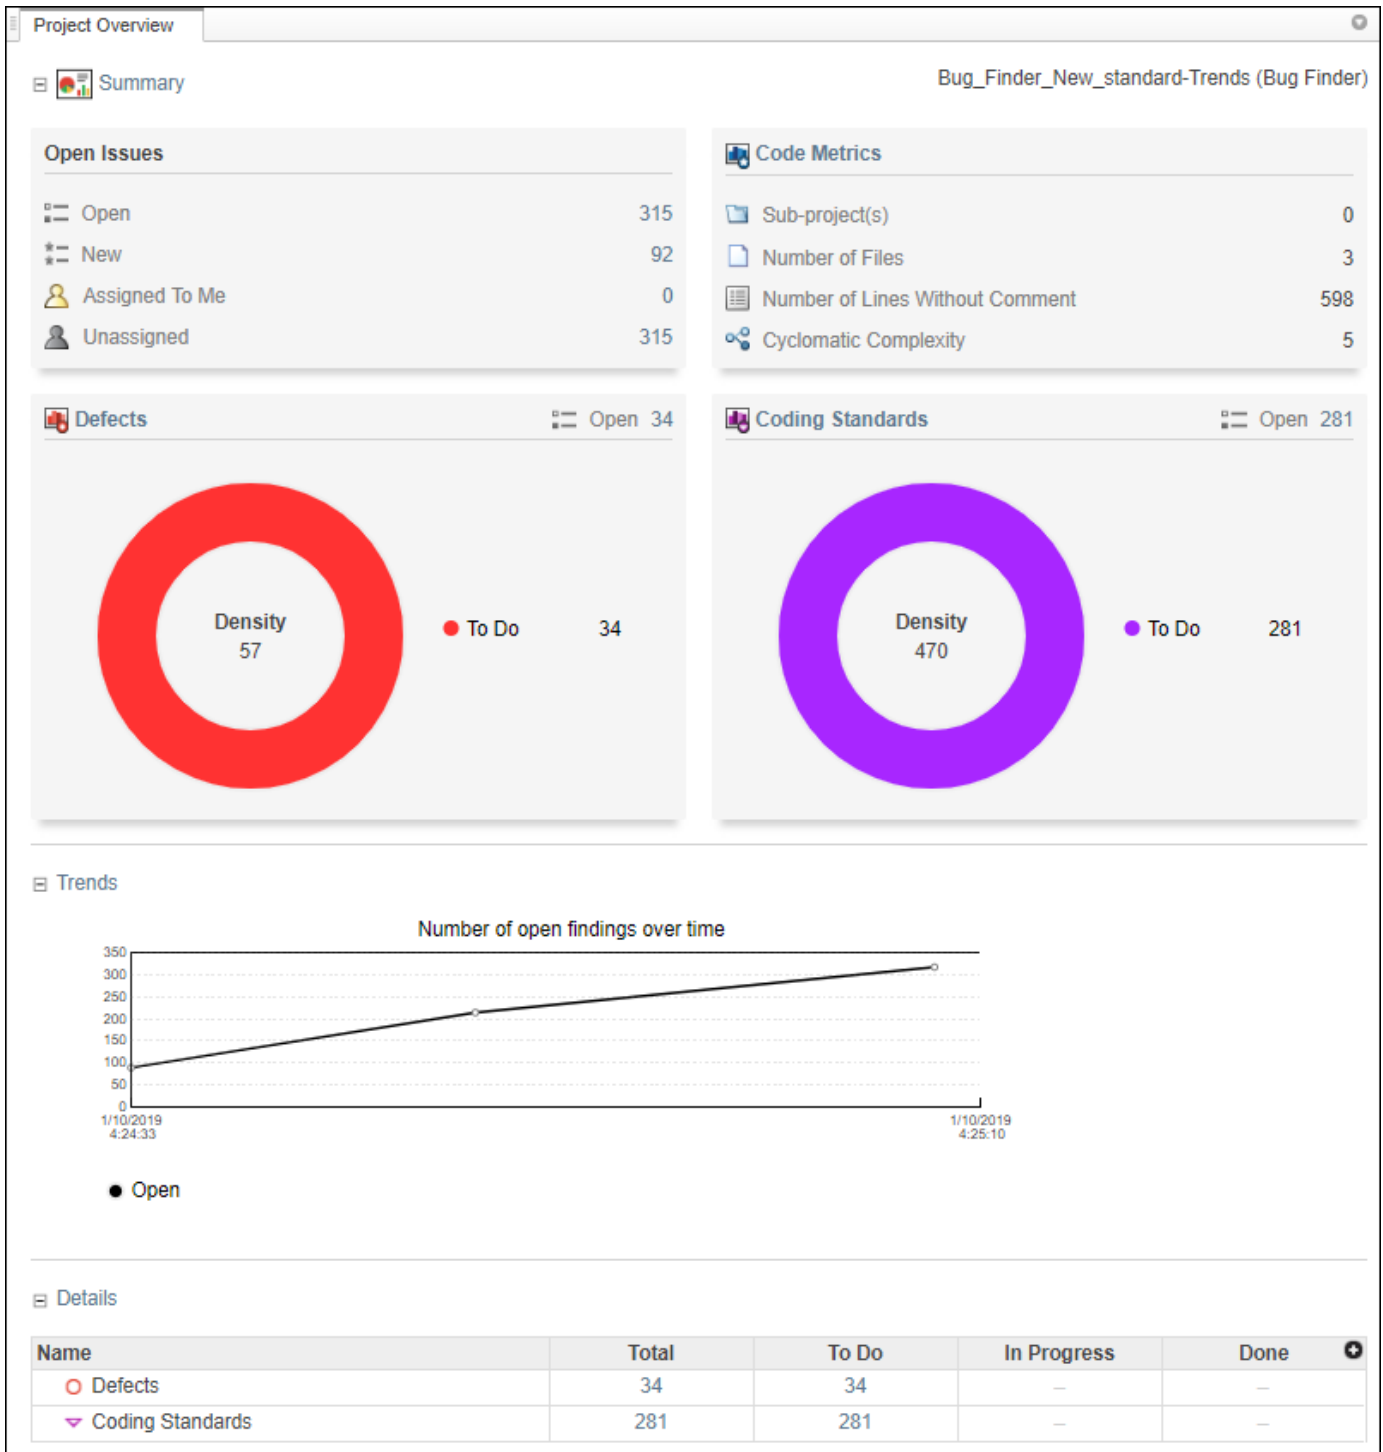 Project Overview
Summary
Bug_Finder_New_standard-Trends (Bug Finder)
Open Issues
Open 315
New 92
Assigned To Me 0
Unassigned 315
Code Metrics
Sub-project(s) 0
Number of Files 3
Number of Lines Without Comment 598
Cyclomatic Complexity 5
Defects Open 34
Density
57
To Do 34
Coding Standards Open 281
Density
470
To Do 281
Trends
Number of open findings over time
350
300
250
200
150
100
50
0
1/10/2019
4:24:33
1/10/2019
4:25:10
Open
Details
Name Total To Do In Progress Done
Defects 34 34 – –
Coding Standards 281 281 – –